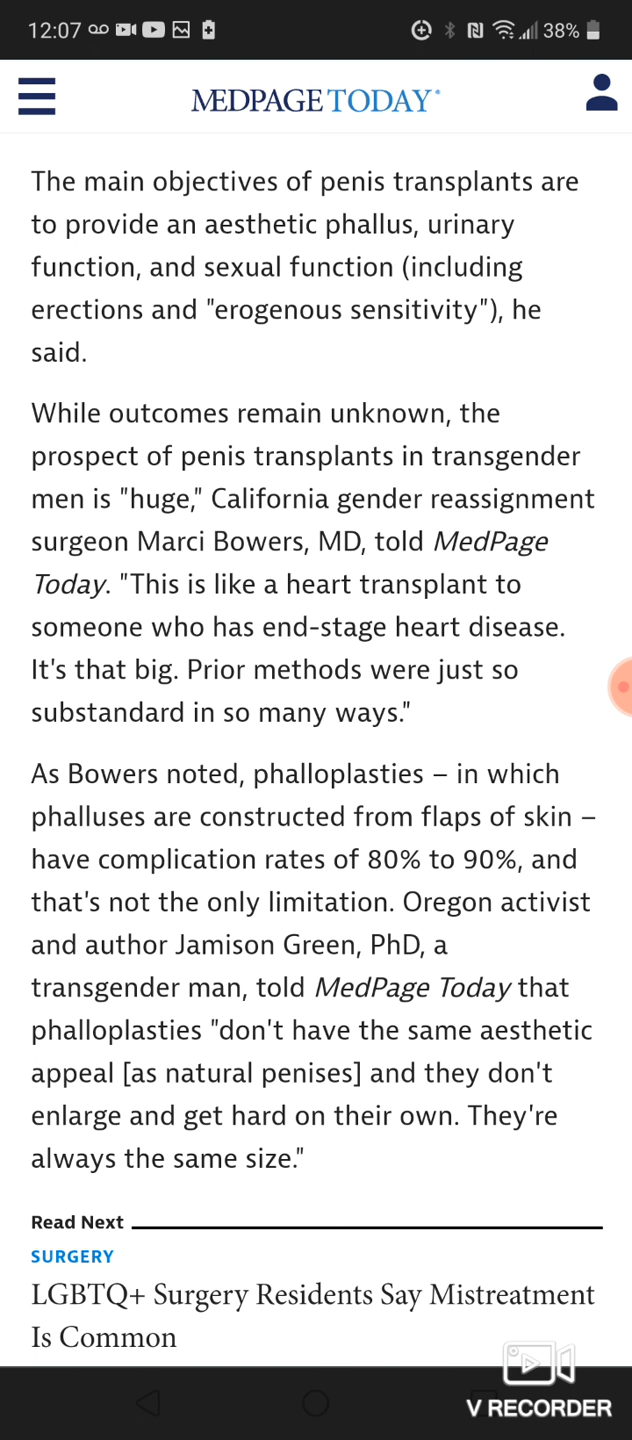 12:07
38%
MEDPAGE TODAY®
The main objectives of penis transplants are
to provide an aesthetic phallus, urinary
function, and sexual function (including
erections and "erogenous sensitivity"), he
said.
While outcomes remain unknown, the
prospect of penis transplants in transgender
men is "huge," California gender reassignment
surgeon Marci Bowers, MD, told MedPage
Today. "This is like a heart transplant to
someone who has end-stage heart disease.
It's that big. Prior methods were just so
substandard in so many ways."
As Bowers noted, phalloplasties – in which
phalluses are constructed from flaps of skin –
have complication rates of 80% to 90%, and
that's not the only limitation. Oregon activist
and author Jamison Green, PhD, a
transgender man, told MedPage Today that
phalloplasties "don't have the same aesthetic
appeal [as natural penises] and they don't
enlarge and get hard on their own. They're
always the same size."
Read Next
SURGERY
LGBTQ+ Surgery Residents Say Mistreatment
Is Common
V RECORDER